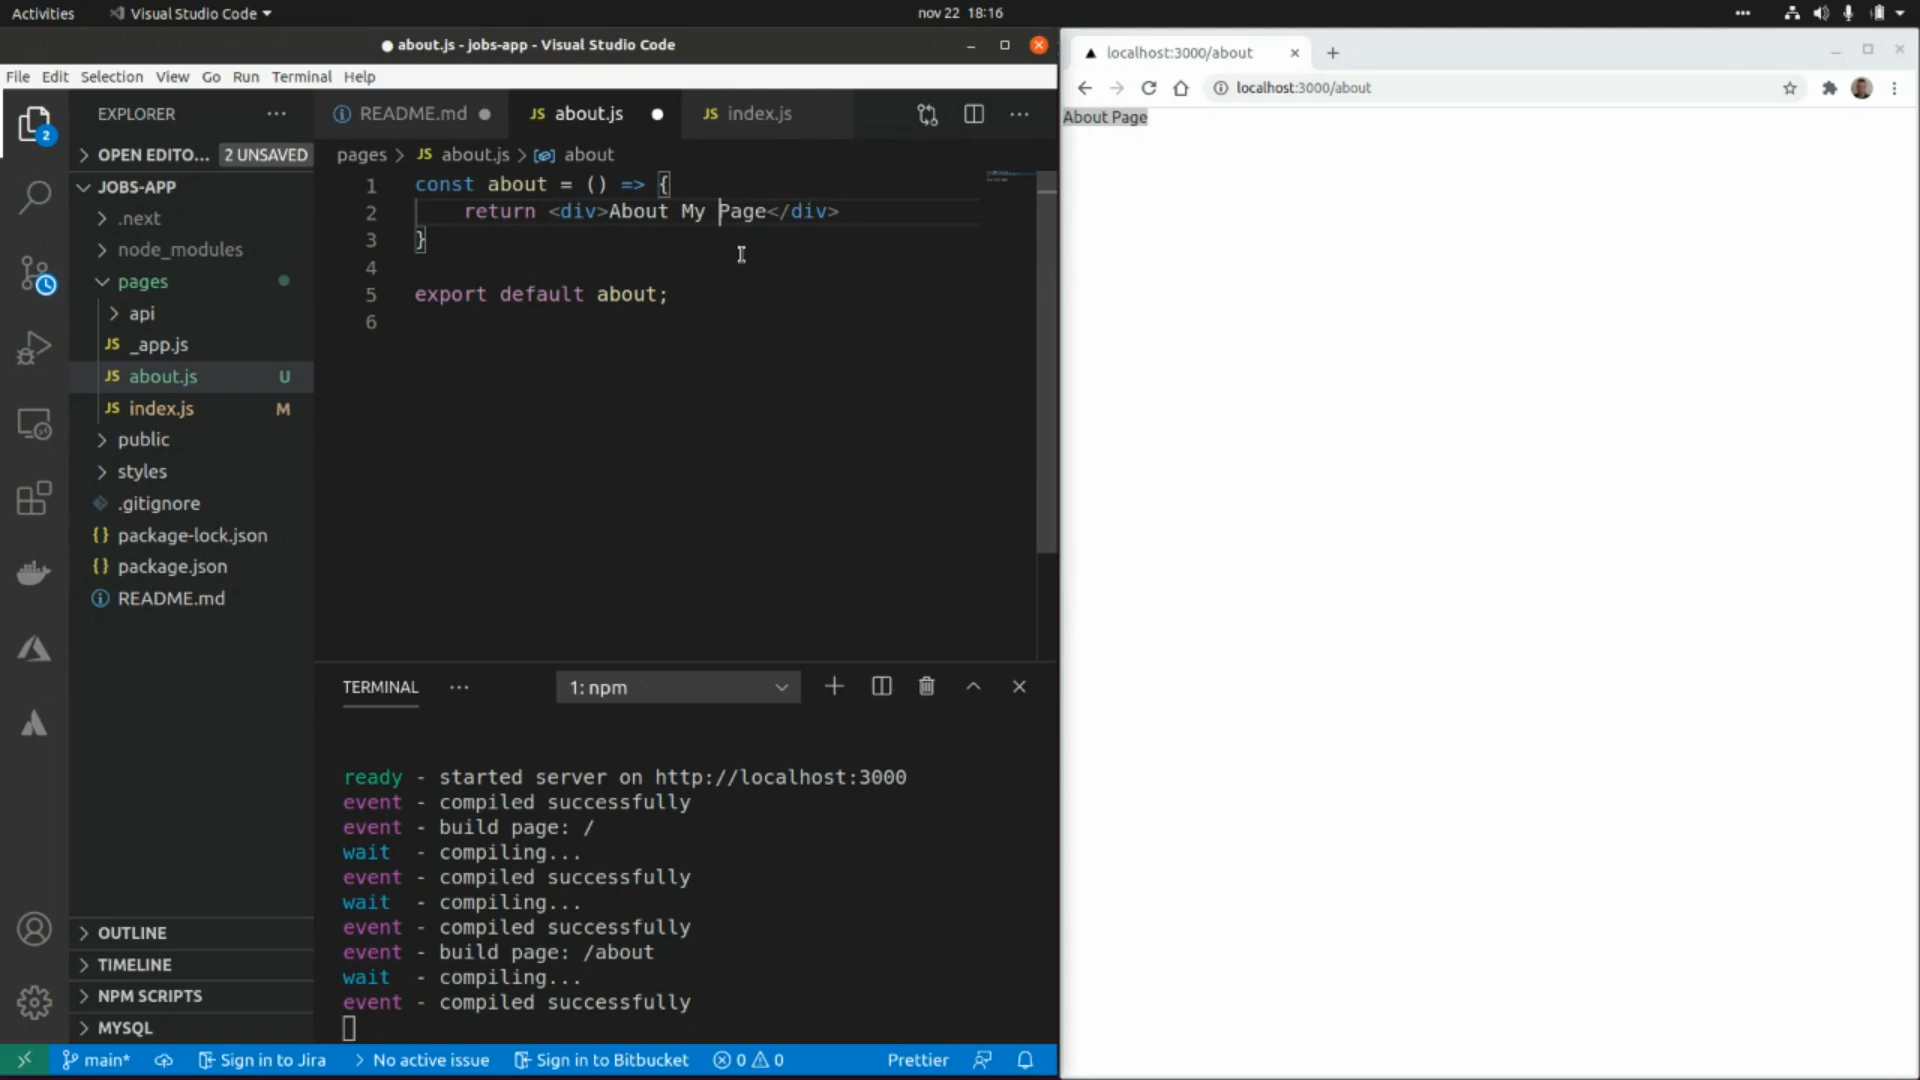 Activities
Visual Studio Code
nov 22 18:16
about.js - jobs-app - Visual Studio Code
File Edit Selection View Go Run Terminal Help
EXPLORER
OPEN EDITO... 2 UNSAVED
JOBS-APP
.next
node_modules
pages
api
JS _app.js
JS about.js U
JS index.js M
public
styles
.gitignore
{} package-lock.json
{} package.json
README.md
OUTLINE
TIMELINE
NPM SCRIPTS
MYSQL
2
README.md
JS about.js
JS index.js
pages > JS about.js > about
1 const about = () => {
2 return <div>About My Page</div>
3 }
4
5 export default about;
6
TERMINAL
1: npm
ready - started server on http://localhost:3000
event - compiled successfully
event - build page: /
wait - compiling...
event - compiled successfully
wait - compiling...
event - compiled successfully
event - build page: /about
wait - compiling...
event - compiled successfully
main* Sign in to Jira No active issue Sign in to Bitbucket 0 0 Prettier
localhost:3000/about
localhost:3000/about
About Page